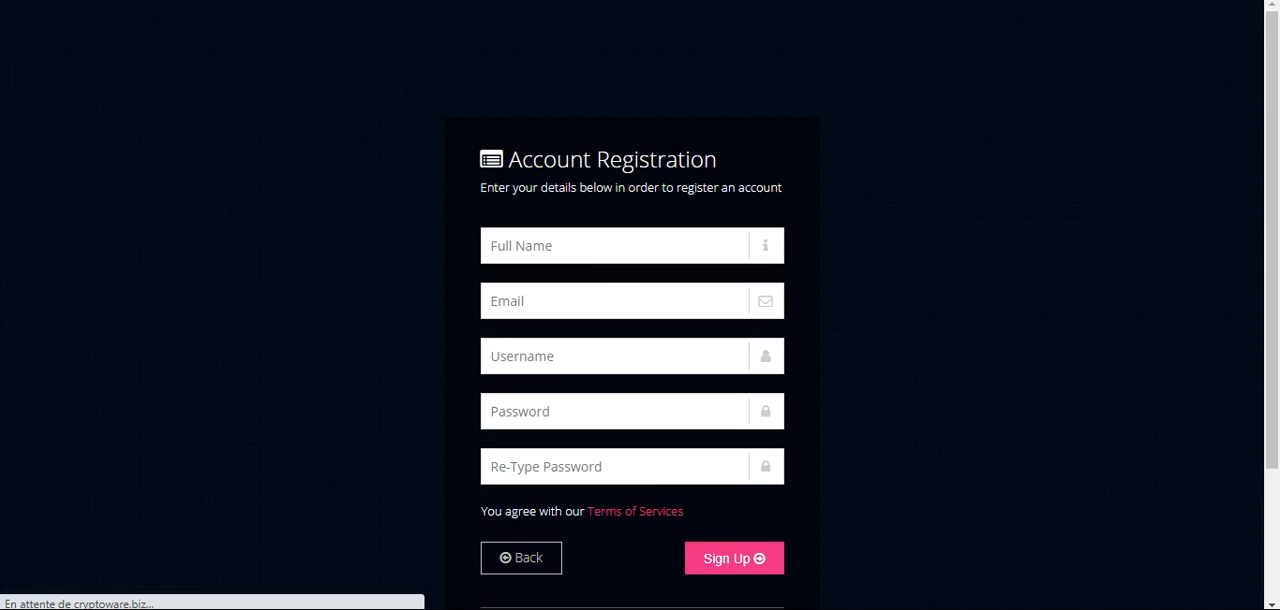 Account Registration
Enter your details below in order to register an account
Full Name
Email
Username
Password
Re-Type Password
You agree with our Terms of Services
Back
Sign Up
En attente de cryptoware.biz...